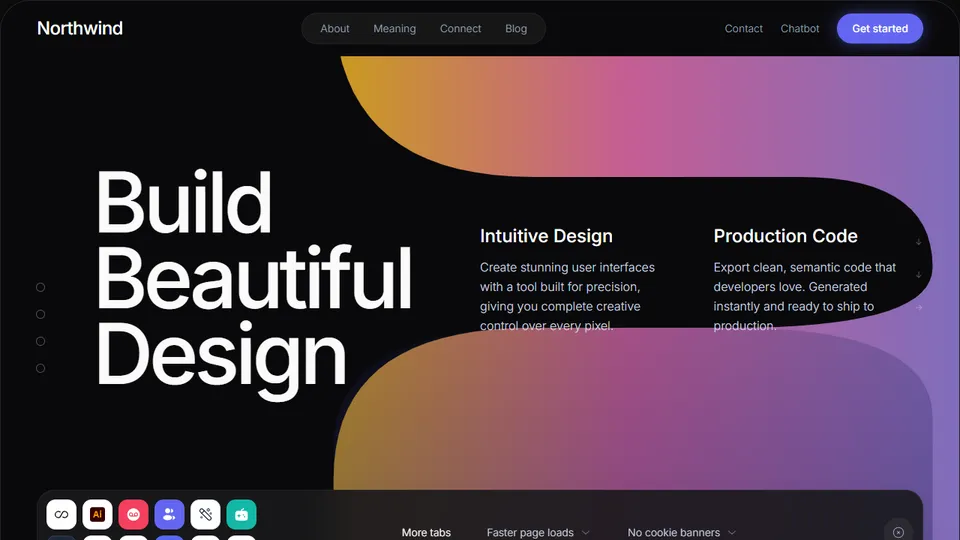 Northwind
About Meaning Connect Blog
Contact Chatbot Get started
Build
Beautiful
Design
Intuitive Design
Create stunning user interfaces
with a tool built for precision,
giving you complete creative
control over every pixel.
Production Code
Export clean, semantic code that
developers love. Generated
instantly and ready to ship to
production.
Ai
More tabs Faster page loads No cookie banners